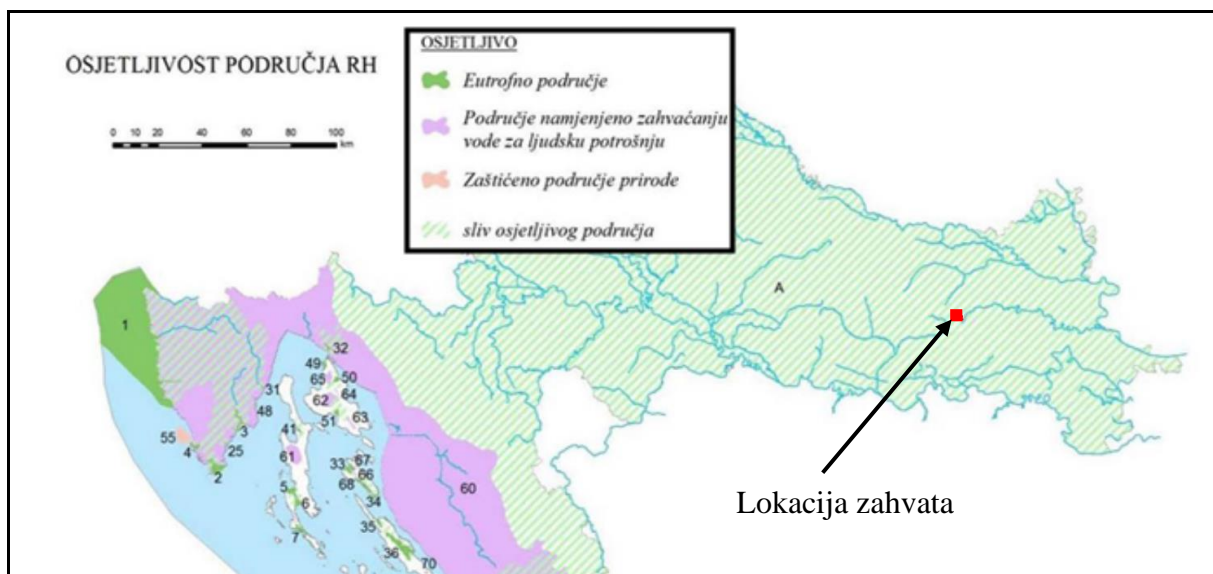 OSJETLJIVOST PODRUČJA RH
0 10 20 40 60 80 100
km
OSJETLJIVO
Eutrofno područje
Područje namjenjeno zahvaćanju
vode za ljudsku potrošnju
Zaštićeno područje prirode
sliv osjetljivog područja
A
1
32
49
65
50
31
62
64
48
51
63
3
41
55
4
25
61
2
33
67
66
68
60
5
6
34
7
35
36
70
Lokacija zahvata